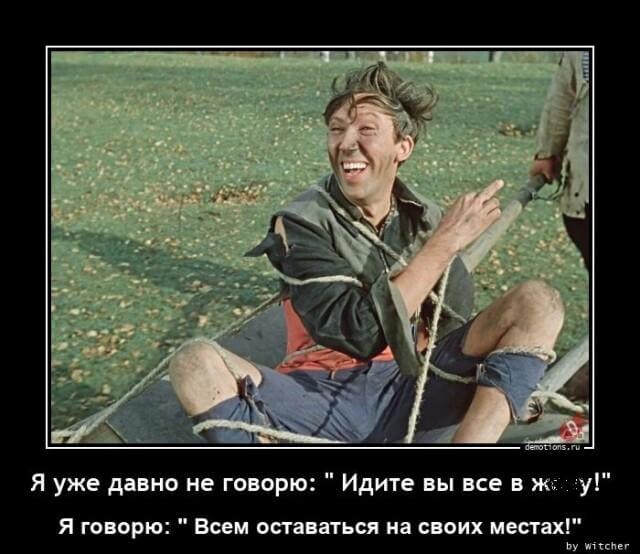 demotions.ru
Я уже давно не говорю: " Идите вы все в ж у!"
Я говорю: " Всем оставаться на своих местах!"
by Witcher